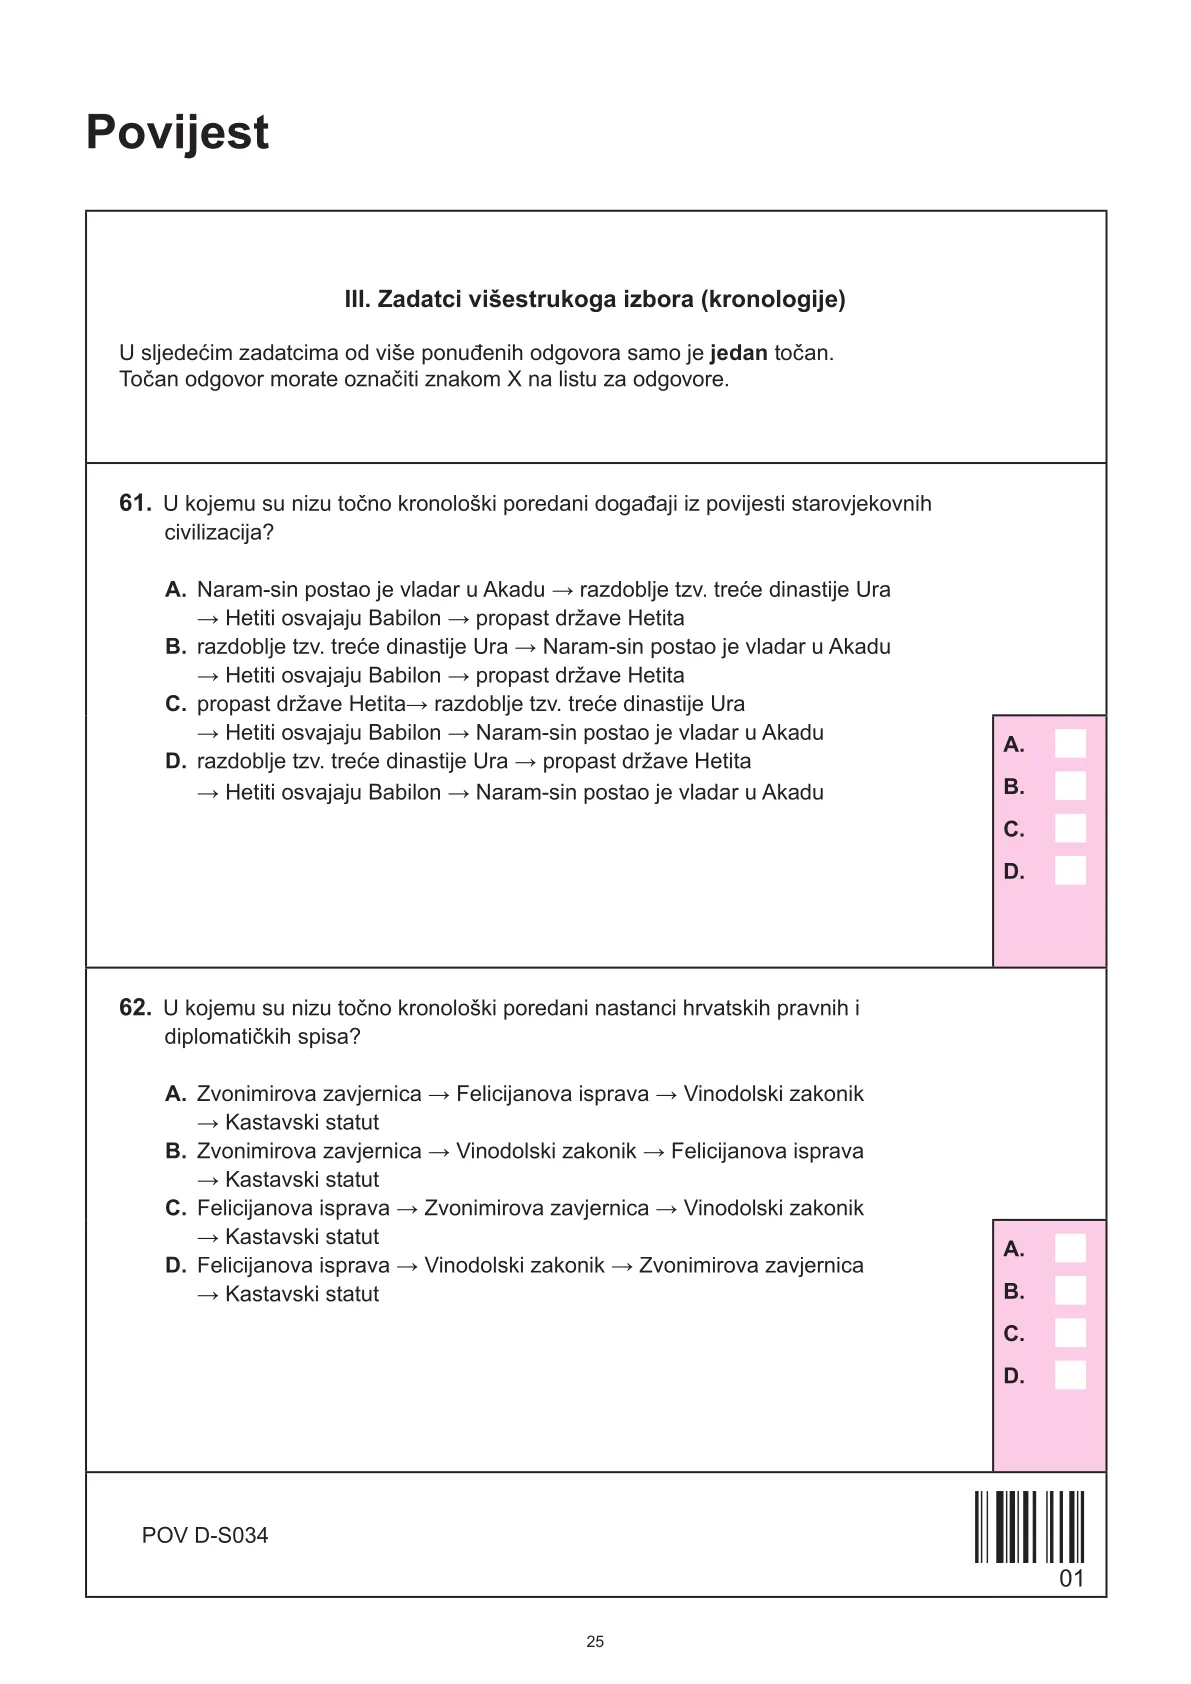 Povijest
III. Zadatci višestrukoga izbora (kronologije)
U sljedećim zadatcima od više ponuđenih odgovora samo je jedan točan.
Točan odgovor morate označiti znakom X na listu za odgovore.
61. U kojemu su nizu točno kronološki poredani događaji iz povijesti starovjekovnih
civilizacija?
A. Naram-sin postao je vladar u Akadu → razdoblje tzv. treće dinastije Ura
→ Hetiti osvajaju Babilon → propast države Hetita
B. razdoblje tzv. treće dinastije Ura → Naram-sin postao je vladar u Akadu
→ Hetiti osvajaju Babilon → propast države Hetita
C. propast države Hetita→ razdoblje tzv. treće dinastije Ura
→ Hetiti osvajaju Babilon → Naram-sin postao je vladar u Akadu
D. razdoblje tzv. treće dinastije Ura → propast države Hetita
→ Hetiti osvajaju Babilon → Naram-sin postao je vladar u Akadu
A.
B.
C.
D.
62. U kojemu su nizu točno kronološki poredani nastanci hrvatskih pravnih i
diplomatičkih spisa?
A. Zvonimirova zavjernica → Felicijanova isprava → Vinodolski zakonik
→ Kastavski statut
B. Zvonimirova zavjernica → Vinodolski zakonik → Felicijanova isprava
→ Kastavski statut
C. Felicijanova isprava → Zvonimirova zavjernica → Vinodolski zakonik
→ Kastavski statut
D. Felicijanova isprava → Vinodolski zakonik → Zvonimirova zavjernica
→ Kastavski statut
A.
B.
C.
D.
POV D-S034
01
25